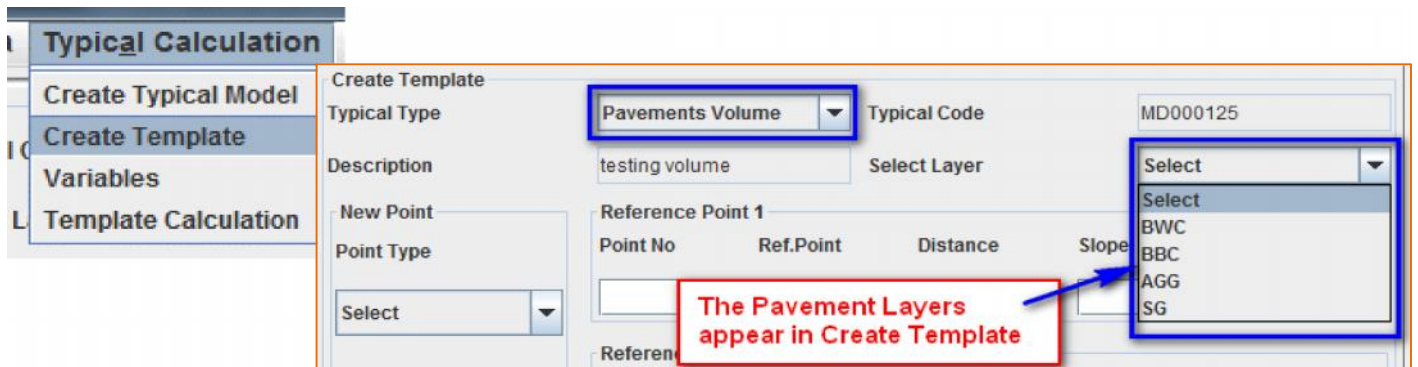 Typical Calculation
Create Typical Model
Create Template
Variables
Template Calculation
Create Template
Typical Type Pavements Volume Typical Code MD000125
Description testing volume Select Layer Select
Select
BWC
BBC
AGG
SG
New Point Reference Point 1
Point Type Point No Ref.Point Distance Slope
Select
The Pavement Layers
appear in Create Template